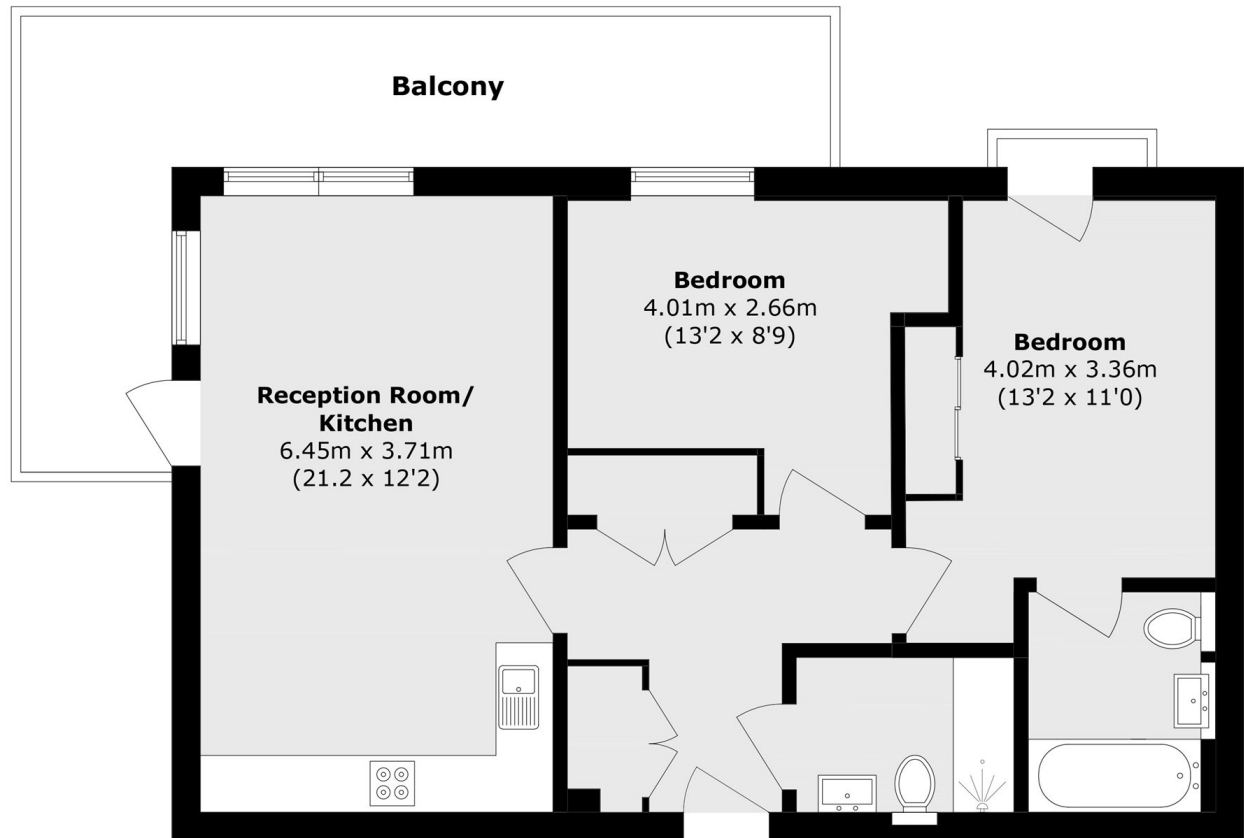 Balcony
Bedroom
4.01m x 2.66m
(13'2 x 8'9)
Bedroom
4.02m x 3.36m
(13'2 x 11'0)
Reception Room/
Kitchen
6.45m x 3.71m
(21.2 x 12'2)